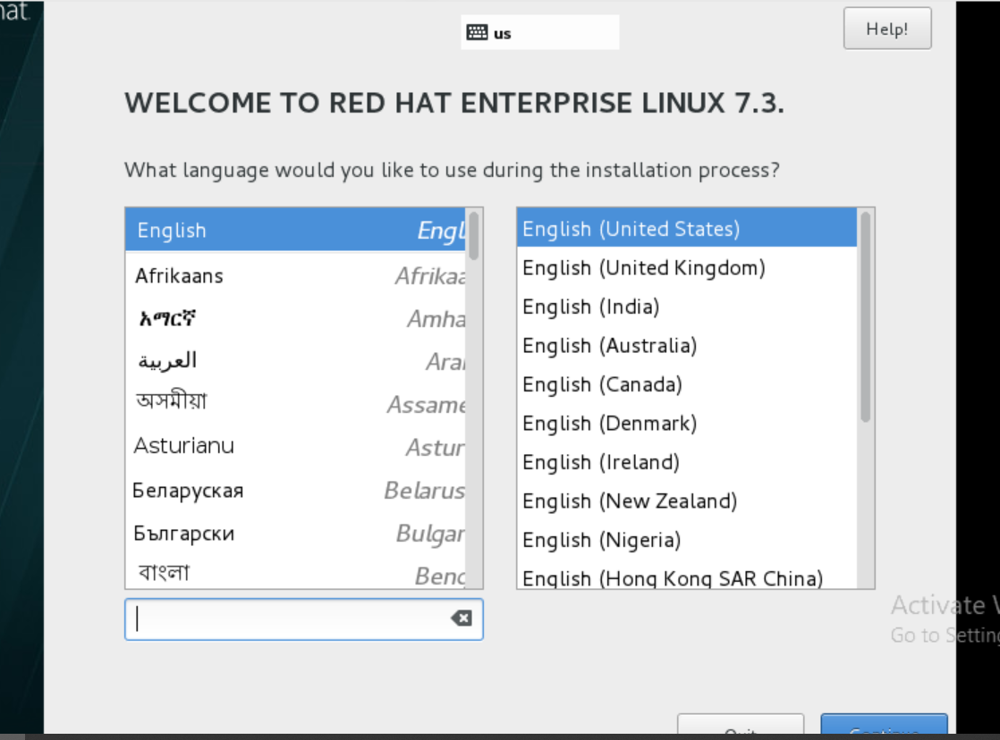 hat.
us
Help!
WELCOME TO RED HAT ENTERPRISE LINUX 7.3.
What language would you like to use during the installation process?
English Engl
Afrikaans Afrikaa
አማርኛ Amha
العربية Ara
অসমীয়া Assame
Asturianu Astur
Беларуская Belarus
Български Bulgar
বাংলা Beng
English (United States)
English (United Kingdom)
English (India)
English (Australia)
English (Canada)
English (Denmark)
English (Ireland)
English (New Zealand)
English (Nigeria)
English (Hong Kong SAR China)
Activate
Go to Setting
Quit
Continue